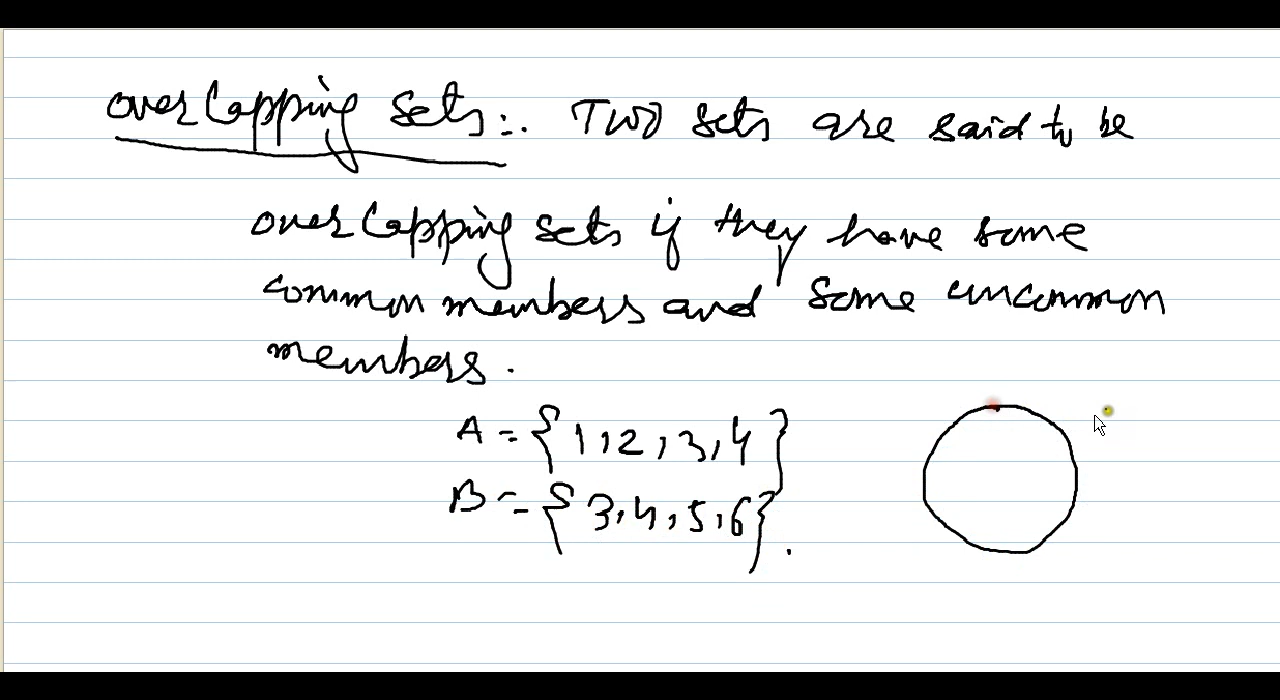 overlapping sets:. Two sets are said to be
overlapping sets if they have some
common members and some uncommon
members.
A = {1, 2, 3, 4}
B = {3, 4, 5, 6}.